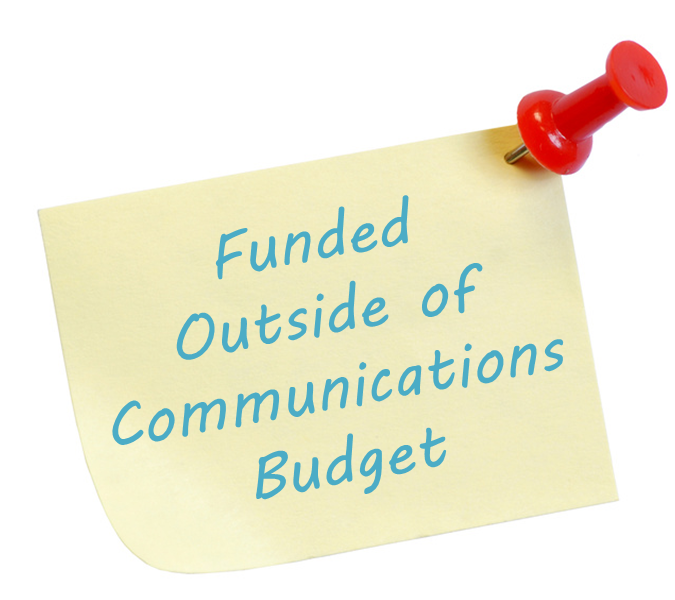 Funded
Outside of
Communications
Budget